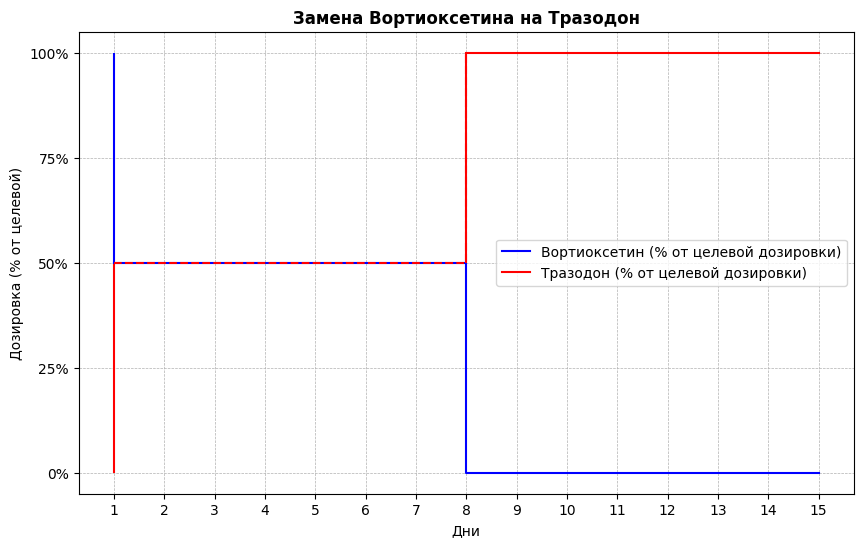 Замена Вортиоксетина на Тразодон
100%
75%
50%
25%
0%
Дозировка (% от целевой)
Вортиоксетин (% от целевой дозировки)
Тразодон (% от целевой дозировки)
1 2 3 4 5 6 7 8 9 10 11 12 13 14 15
Дни